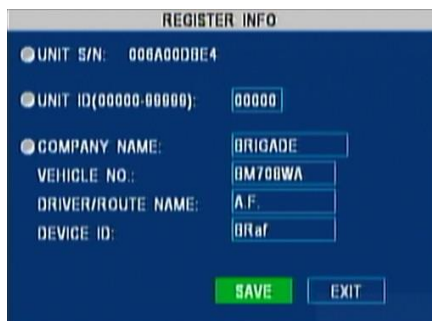 REGISTER INFO
UNIT S/N: 006A00DBE4
UNIT ID(00000-99999): 00000
COMPANY NAME: BRIGADE
VEHICLE NO.: BM708WA
DRIVER/ROUTE NAME: A.F.
DEVICE ID: BRaf
SAVE EXIT